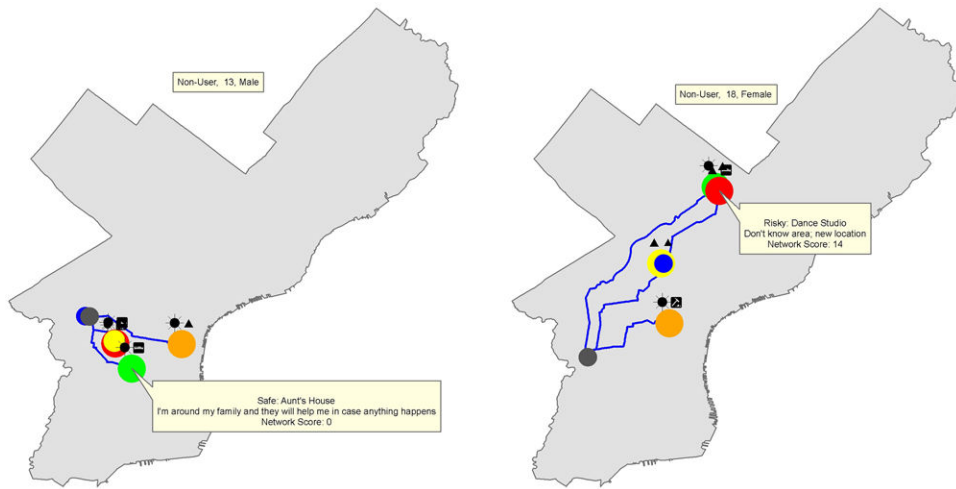 Non-User, 13, Male
Safe: Aunt's House
I'm around my family and they will help me in case anything happens
Network Score: 0
Non-User, 18, Female
Risky: Dance Studio
Don't know area; new location
Network Score: 14